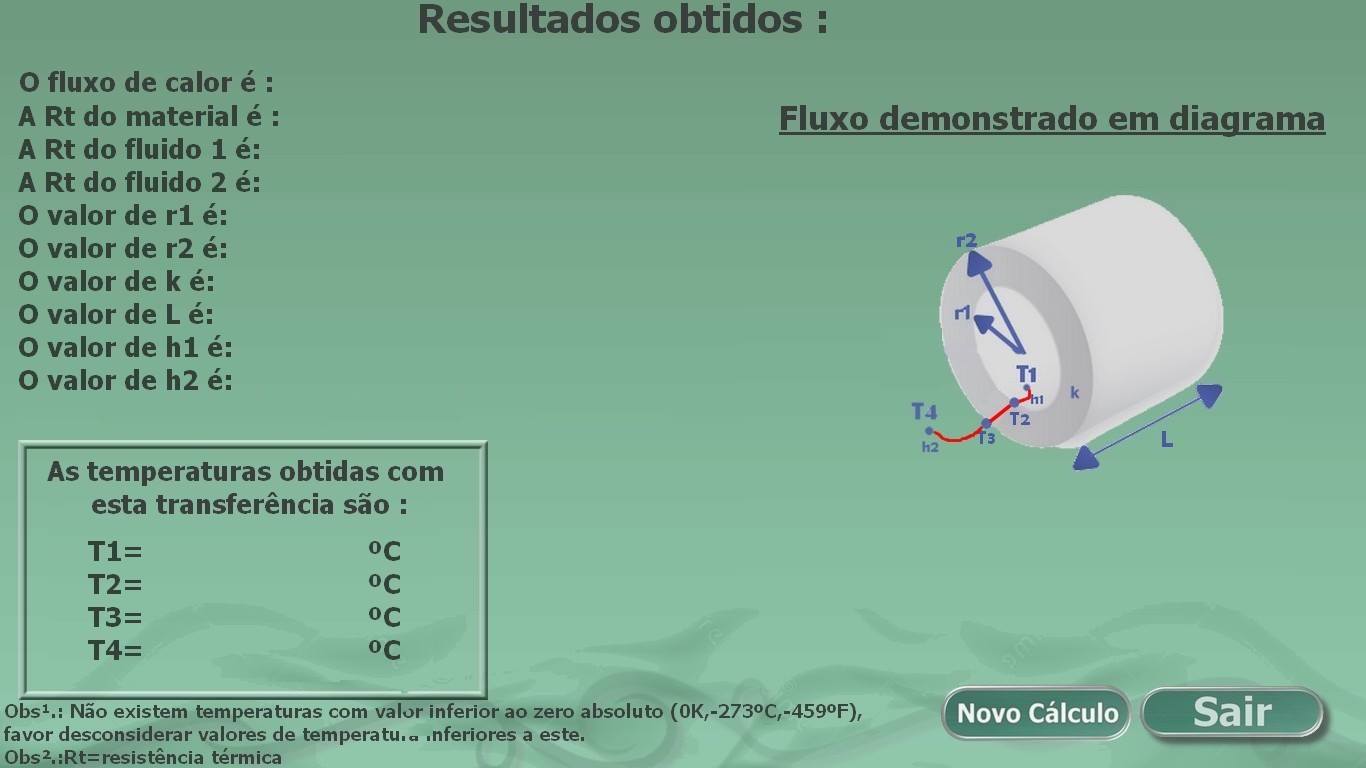 Resultados obtidos :
O fluxo de calor é :
A Rt do material é :
A Rt do fluido 1 é:
A Rt do fluido 2 é:
O valor de r1 é:
O valor de r2 é:
O valor de k é:
O valor de L é:
O valor de h1 é:
O valor de h2 é:
Fluxo demonstrado em diagrama
r2
r1
T1
h1
k
T2
T4
T3
h2
L
As temperaturas obtidas com
esta transferência são :
T1= ºC
T2= ºC
T3= ºC
T4= ºC
Obs¹.: Não existem temperaturas com valor inferior ao zero absoluto (0K,-273ºC,-459ºF),
favor desconsiderar valores de temperatura inferiores a este.
Obs².:Rt=resistência térmica
Novo Cálculo
Sair